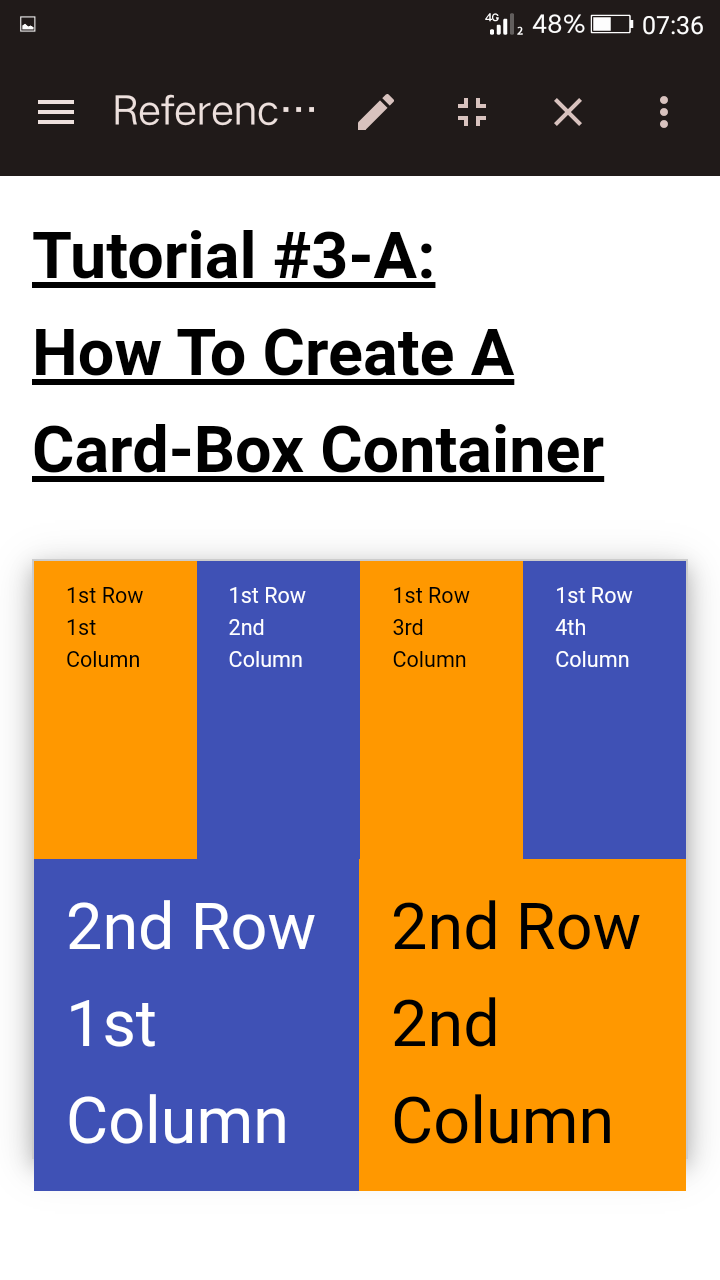 4G 2 48% 07:36
Referenc...
Tutorial #3-A:
How To Create A
Card-Box Container
1st Row
1st
Column
1st Row
2nd
Column
1st Row
3rd
Column
1st Row
4th
Column
2nd Row
1st
Column
2nd Row
2nd
Column